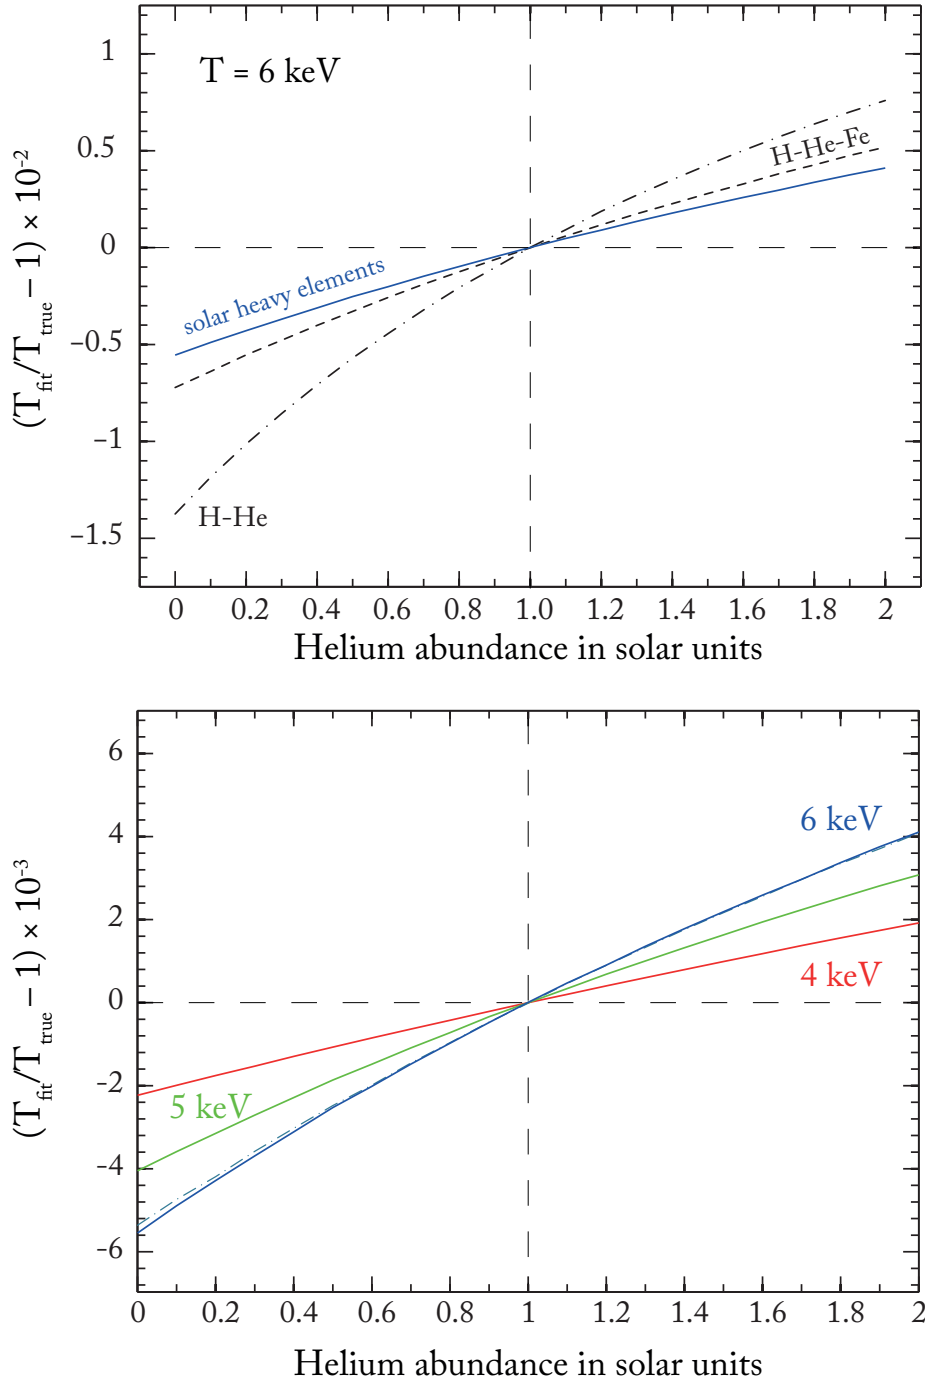 T = 6 keV
1
0.5
0
−0.5
−1
−1.5
(T_fit/T_true − 1) × 10⁻²
H-He-Fe
solar heavy elements
H-He
0 0.2 0.4 0.6 0.8 1.0 1.2 1.4 1.6 1.8 2
Helium abundance in solar units
6
4
2
0
-2
-4
-6
(T_fit/T_true − 1) × 10⁻³
6 keV
4 keV
5 keV
0 0.2 0.4 0.6 0.8 1 1.2 1.4 1.6 1.8 2
Helium abundance in solar units